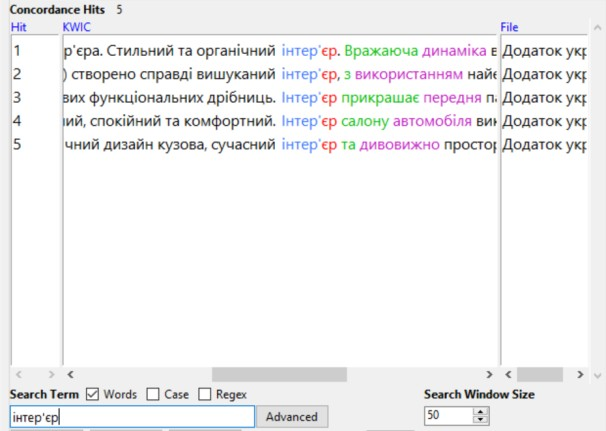 Concordance Hits 5
Hit KWIC File
1 р'єра. Стильний та органічний інтер'єр. Вражаюча динаміка в Додаток укр
2 ) створено справді вишуканий інтер'єр, з використанням найе Додаток укр
3 вих функціональних дрібниць. Інтер'єр прикрашає передня па Додаток укр
4 ий, спокійний та комфортний. Інтер'єр салону автомобіля вик Додаток укр
5 чний дизайн кузова, сучасний інтер'єр та дивовижно простор Додаток укр
Search Term Words Case Regex Search Window Size
інтер'єр Advanced 50